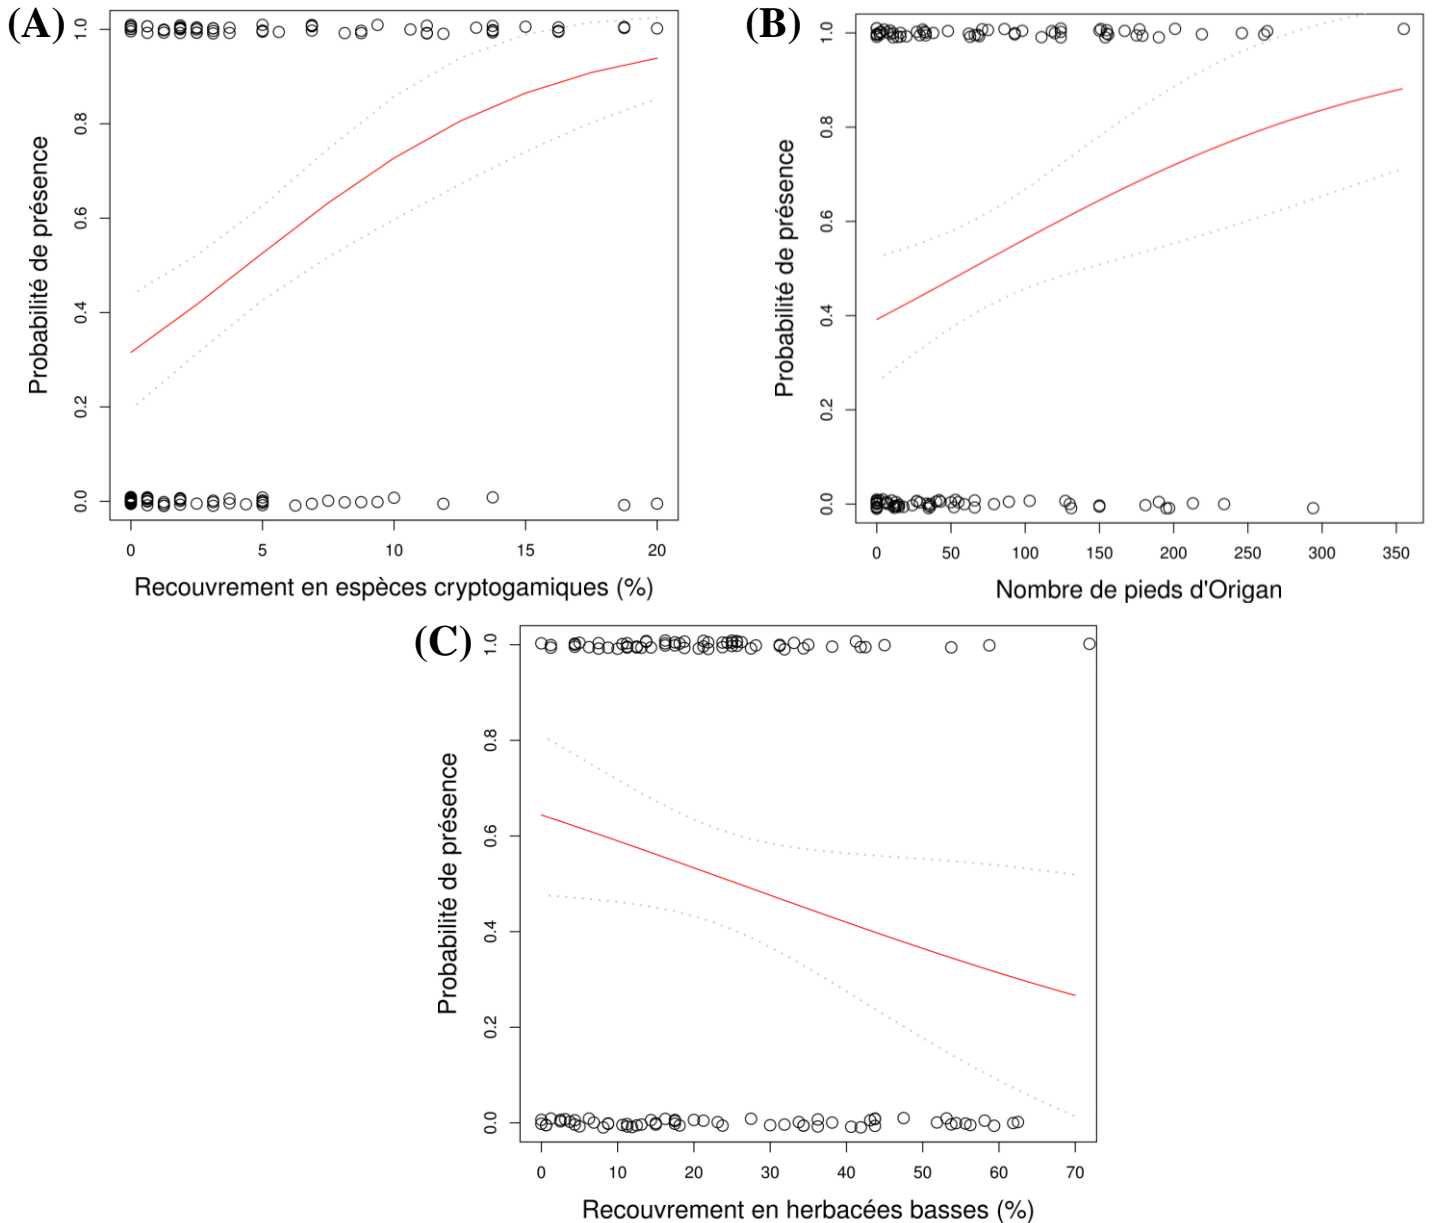 (A)
Probabilité de présence
1.0
0.8
0.6
0.4
0.2
0.0
0 5 10 15 20
Recouvrement en espèces cryptogamiques (%)
(B)
Probabilité de présence
1.0
0.8
0.6
0.4
0.2
0.0
0 50 100 150 200 250 300 350
Nombre de pieds d'Origan
(C)
Probabilité de présence
1.0
0.8
0.6
0.4
0.2
0.0
0 10 20 30 40 50 60 70
Recouvrement en herbacées basses (%)